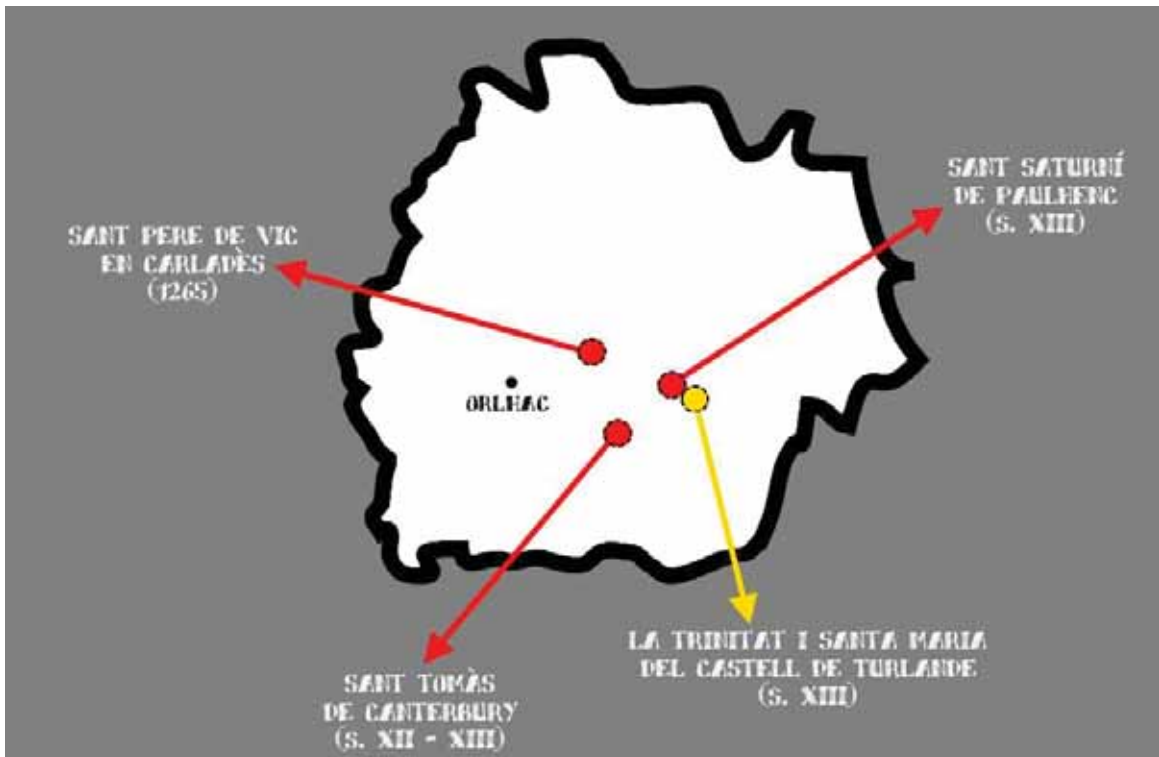 SANT SATURNÍ
DE PAULHENC
(S. XIII)
SANT PERE DE VIC
EN CARLADÈS
(1265)
ORLHAC
LA TRINITAT I SANTA MARIA
DEL CASTELL DE TURLANDE
(S. XIII)
SANT TOMÀS
DE CANTERBURY
(S. XII - XIII)